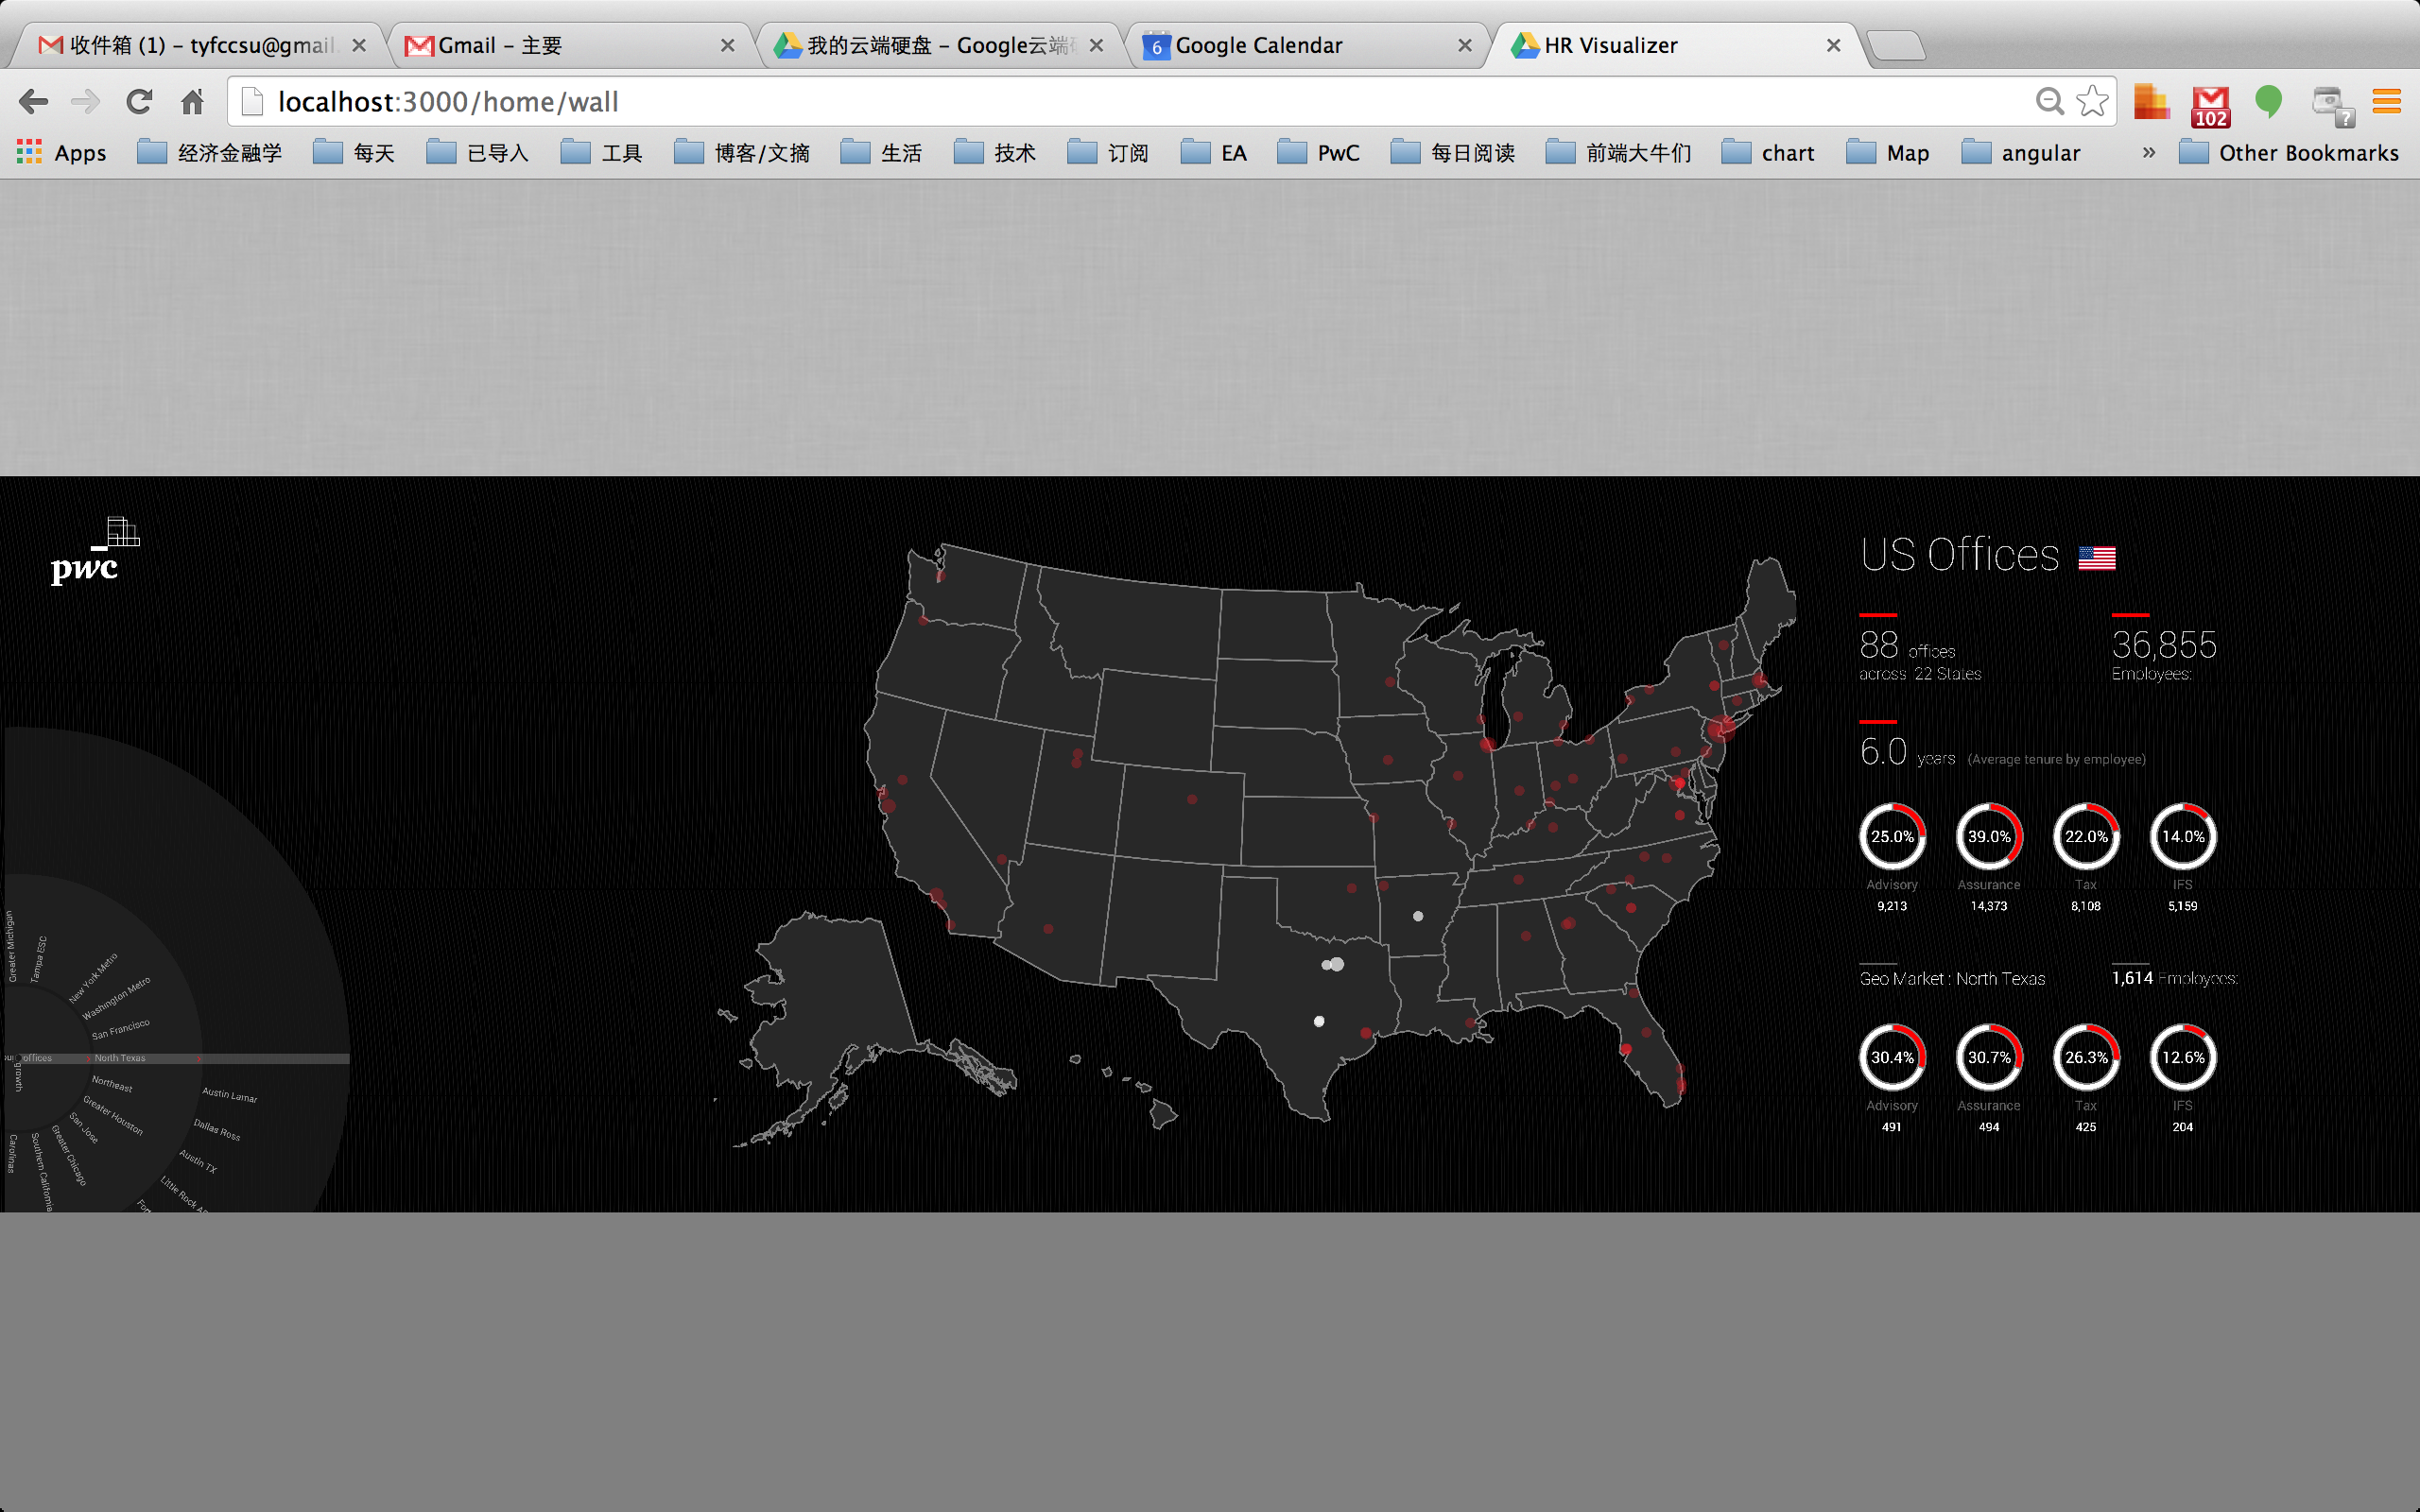 收件箱 (1) – tyfccsu@gmail.
Gmail – 主要
我的云端硬盘 – Google云端
Google Calendar
HR Visualizer
localhost:3000/home/wall
102
Apps
经济金融学
每天
已导入
工具
博客/文摘
生活
技术
订阅
EA
PwC
每日阅读
前端大牛们
chart
Map
angular
»
Other Bookmarks
pwc
US Offices
88 offices
across 22 States
36,855
Employees:
6.0 years (Average tenure by employee)
25.0% 39.0% 22.0% 14.0%
Advisory Assurance Tax IFS
9,213 14,373 8,108 5,159
Geo Market : North Texas
1,614 Employees:
30.4% 30.7% 26.3% 12.6%
Advisory Assurance Tax IFS
491 494 425 204
Greater Michigan
Tampa ESC
New York Metro
Washington Metro
San Francisco
offices
North Texas
growth
Northeast
Greater Houston
San Jose
Greater Chicago
Southern California
Carolinas
Austin Lamar
Dallas Ross
Austin TX
Little Rock